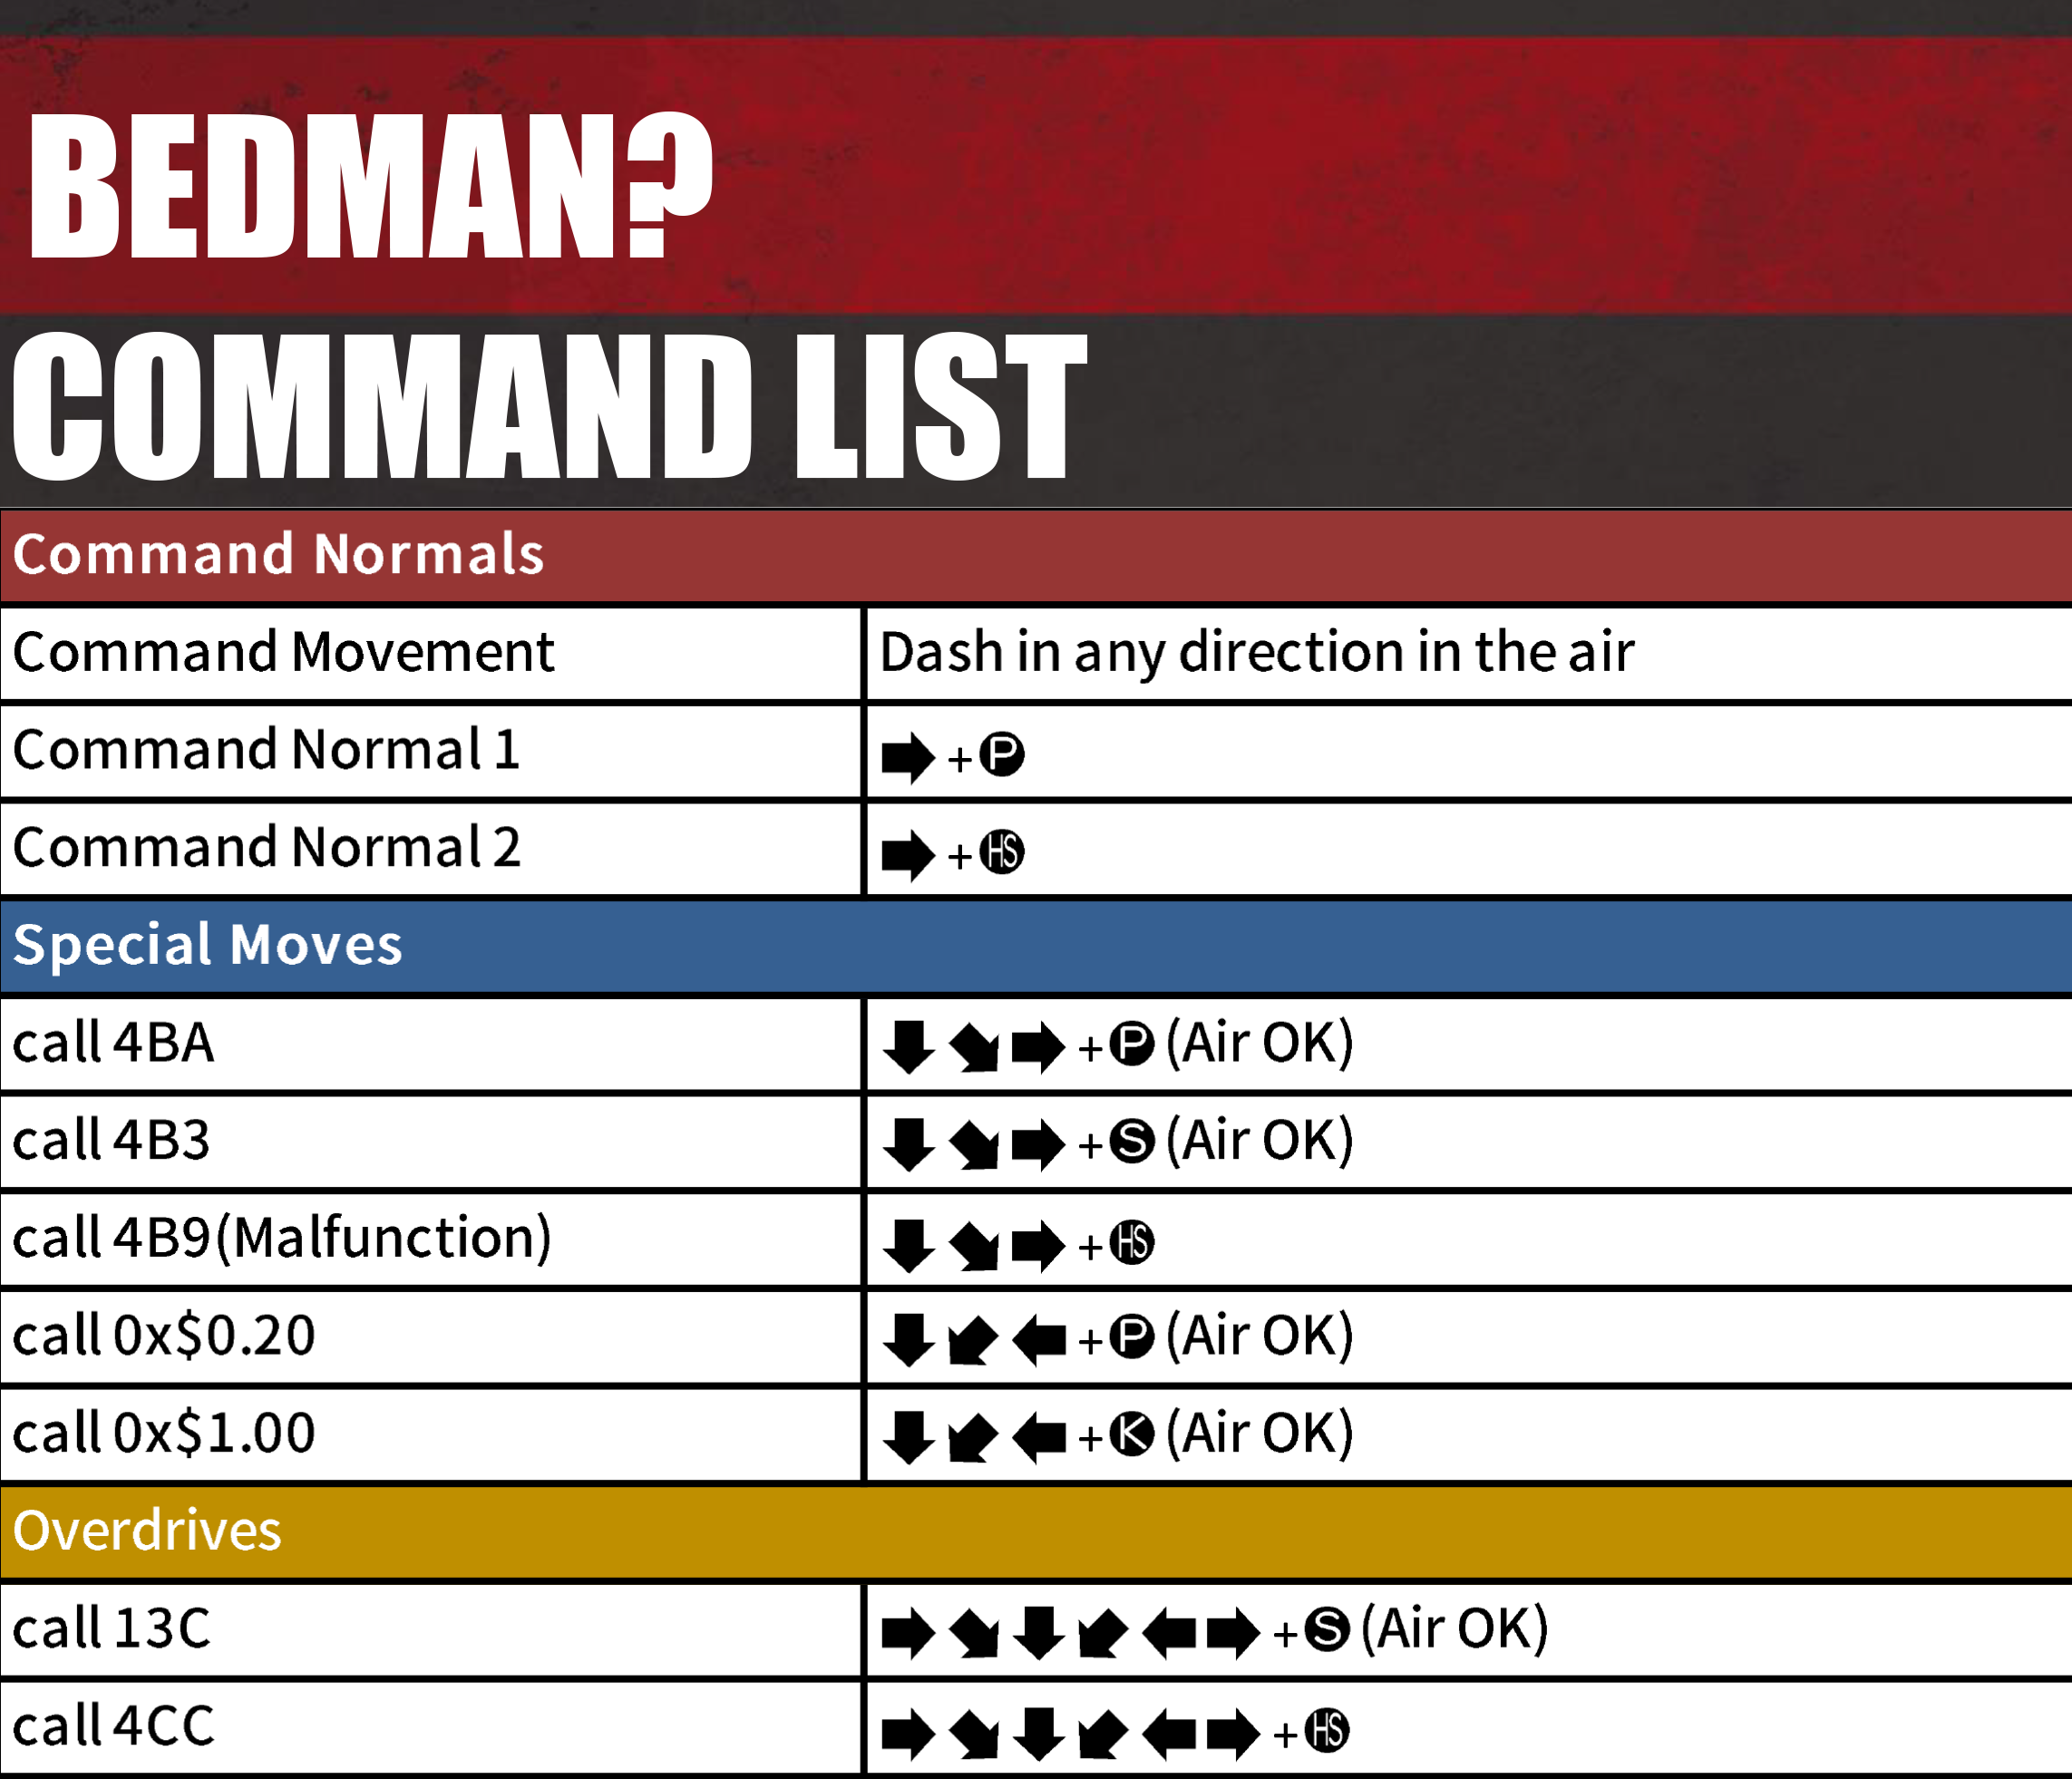 BEDMAN?
COMMAND LIST
Command Normals
Command Movement Dash in any direction in the air
Command Normal 1 ➡ + P
Command Normal 2 ➡ + HS
Special Moves
call 4BA ⬇ ⬊ ➡ + P (Air OK)
call 4B3 ⬇ ⬊ ➡ + S (Air OK)
call 4B9(Malfunction) ⬇ ⬊ ➡ + HS
call 0x$0.20 ⬇ ⬋ ⬅ + P (Air OK)
call 0x$1.00 ⬇ ⬋ ⬅ + K (Air OK)
Overdrives
call 13C ➡ ⬊ ⬇ ⬋ ⬅ ➡ + S (Air OK)
call 4CC ➡ ⬊ ⬇ ⬋ ⬅ ➡ + HS